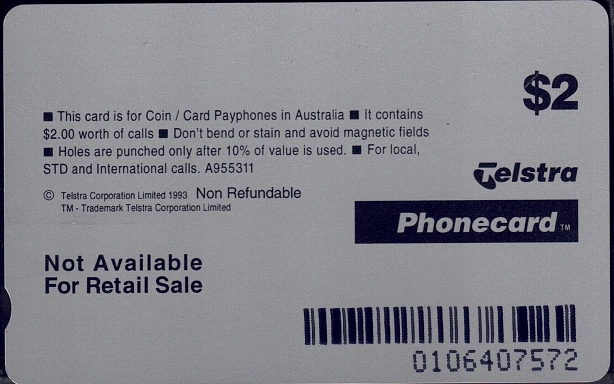 $2
■ This card is for Coin / Card Payphones in Australia ■ It contains
$2.00 worth of calls ■ Don't bend or stain and avoid magnetic fields
■ Holes are punched only after 10% of value is used. ■ For local,
STD and International calls. A955311
Telstra
© Telstra Corporation Limited 1993 Non Refundable
TM - Trademark Telstra Corporation Limited
Phonecard TM
Not Available
For Retail Sale
0106407572